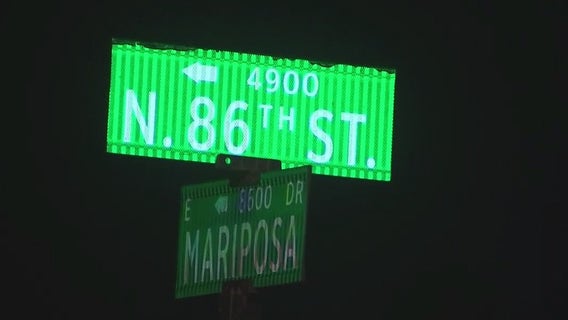 4900
N. 86TH ST.
E 8600 DR
MARIPOSA